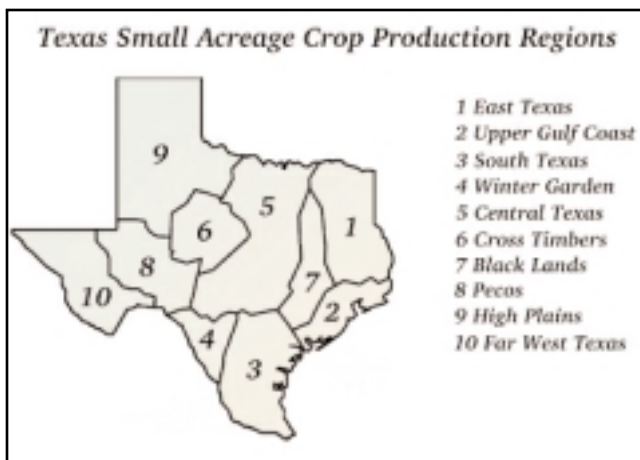 Texas Small Acreage Crop Production Regions
1 East Texas
2 Upper Gulf Coast
3 South Texas
4 Winter Garden
5 Central Texas
6 Cross Timbers
7 Black Lands
8 Pecos
9 High Plains
10 Far West Texas
9
5
1
6
8
7
10
2
4
3